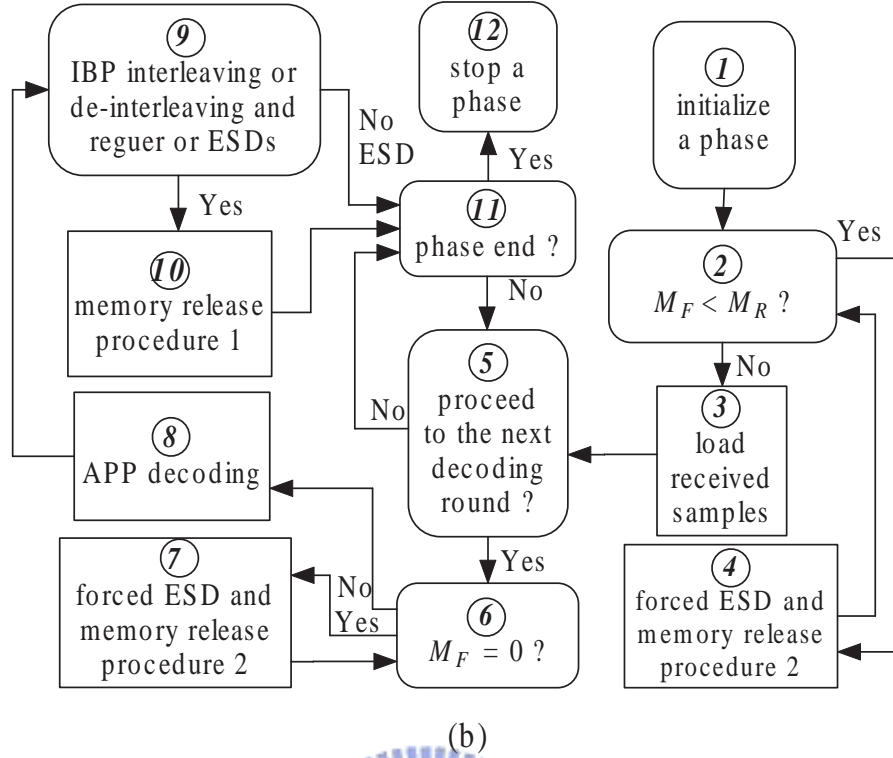 9
IBP interleaving or
de-interleaving and
reguer or ESDs
12
stop a
phase
1
initialize
a phase
No
ESD
Yes
Yes
11
phase end ?
Yes
2
M_F < M_R ?
10
memory release
procedure 1
No
No
5
proceed
to the next
decoding
round ?
No
3
load
received
samples
8
APP decoding
Yes
7
forced ESD and
memory release
procedure 2
No
Yes
6
M_F = 0 ?
4
forced ESD and
memory release
procedure 2
(b)